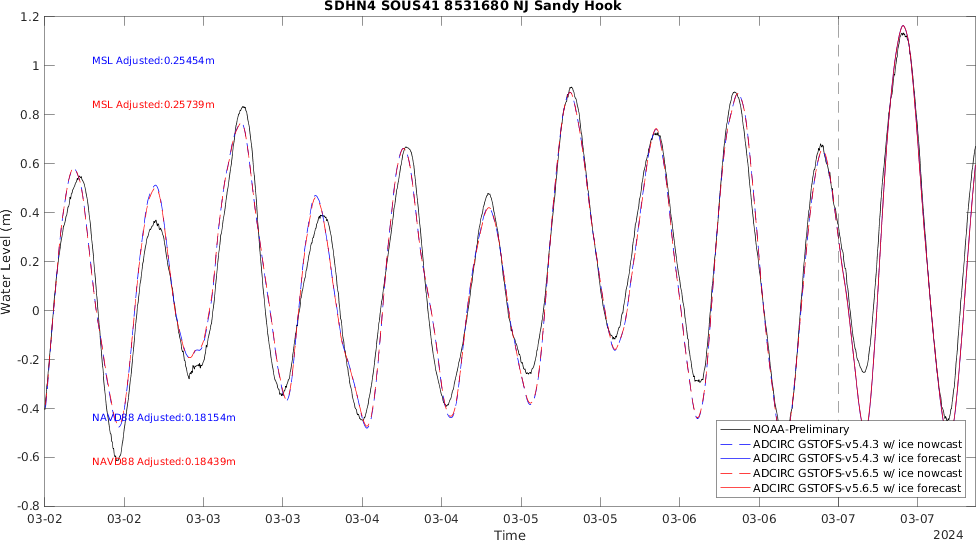 SDHN4 SOUS41 8531680 NJ Sandy Hook
1.2
1
0.8
0.6
0.4
0.2
0
-0.2
-0.4
-0.6
-0.8
Water Level (m)
MSL Adjusted:0.25454m
MSL Adjusted:0.25739m
NAVD88 Adjusted:0.18154m
NAVD88 Adjusted:0.18439m
NOAA-Preliminary
ADCIRC GSTOFS-v5.4.3 w/ ice nowcast
ADCIRC GSTOFS-v5.4.3 w/ ice forecast
ADCIRC GSTOFS-v5.6.5 w/ ice nowcast
ADCIRC GSTOFS-v5.6.5 w/ ice forecast
03-02 03-02 03-03 03-03 03-04 03-04 03-05 03-05 03-06 03-06 03-07 03-07
Time
2024